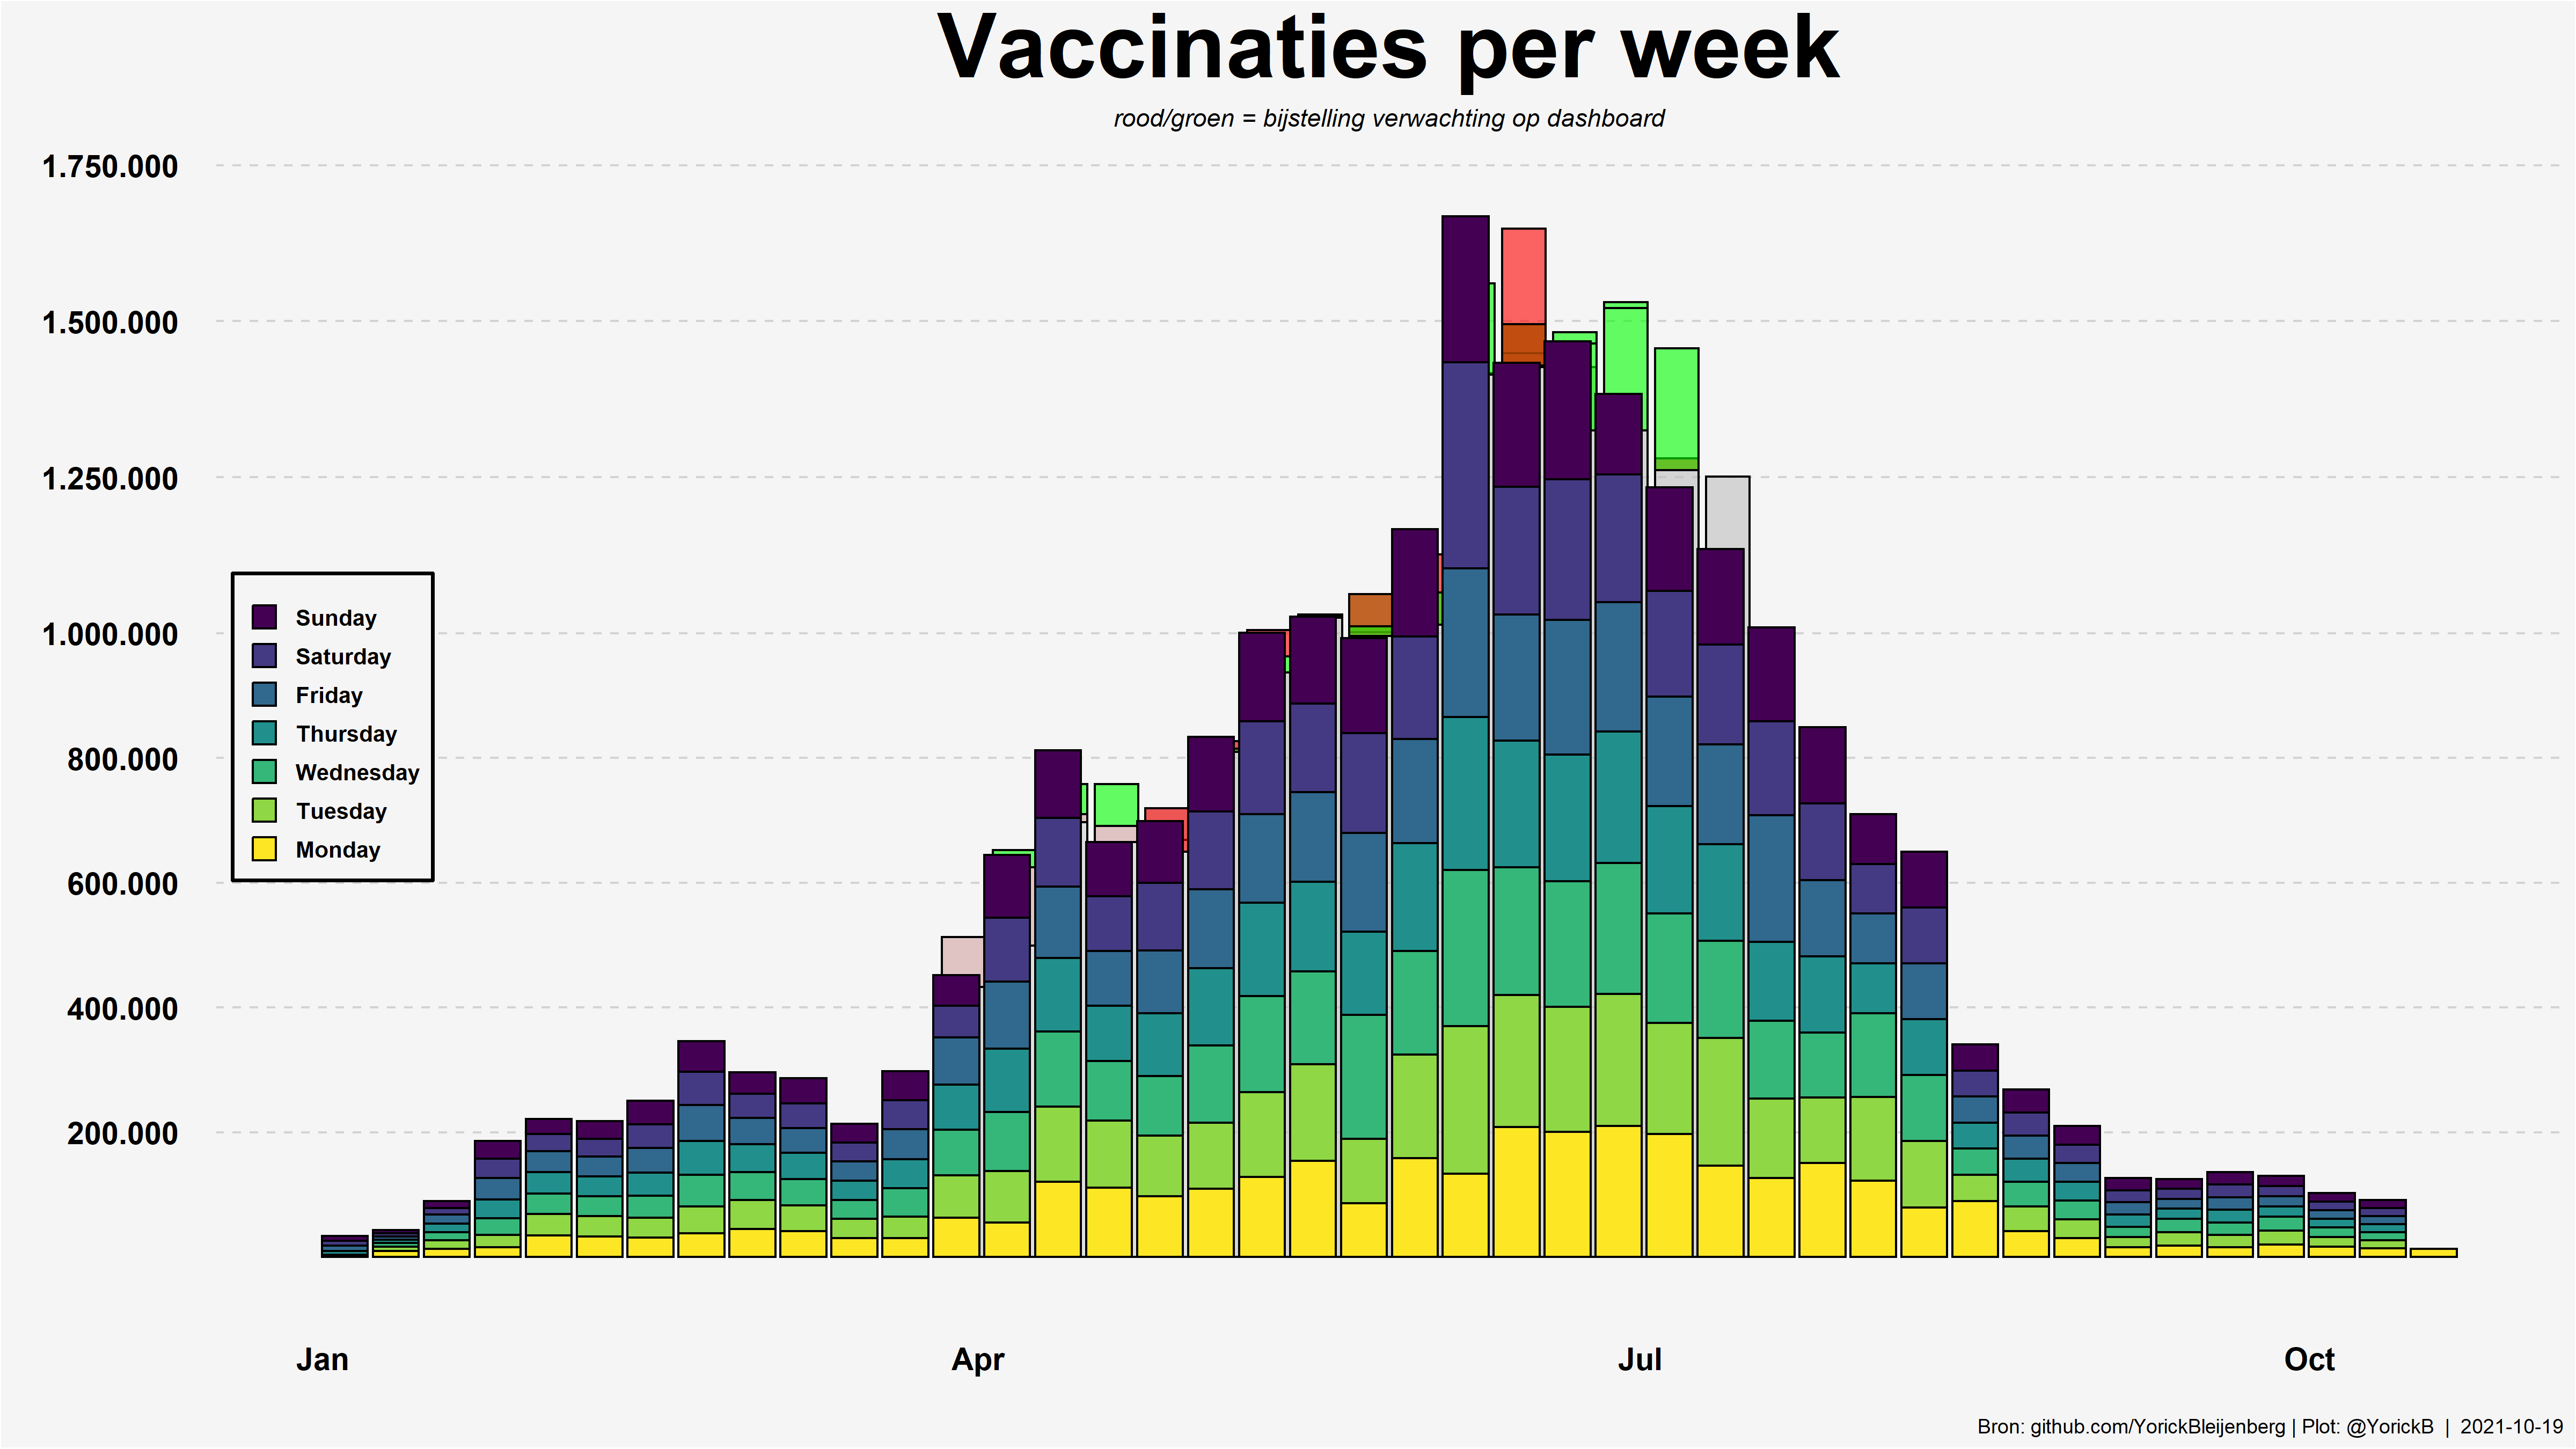 Vaccinaties per week
rood/groen = bijstelling verwachting op dashboard
1.750.000
1.500.000
1.250.000
1.000.000
800.000
600.000
400.000
200.000
Sunday
Saturday
Friday
Thursday
Wednesday
Tuesday
Monday
Jan Apr Jul Oct
Bron: github.com/YorickBleijenberg | Plot: @YorickB | 2021-10-19